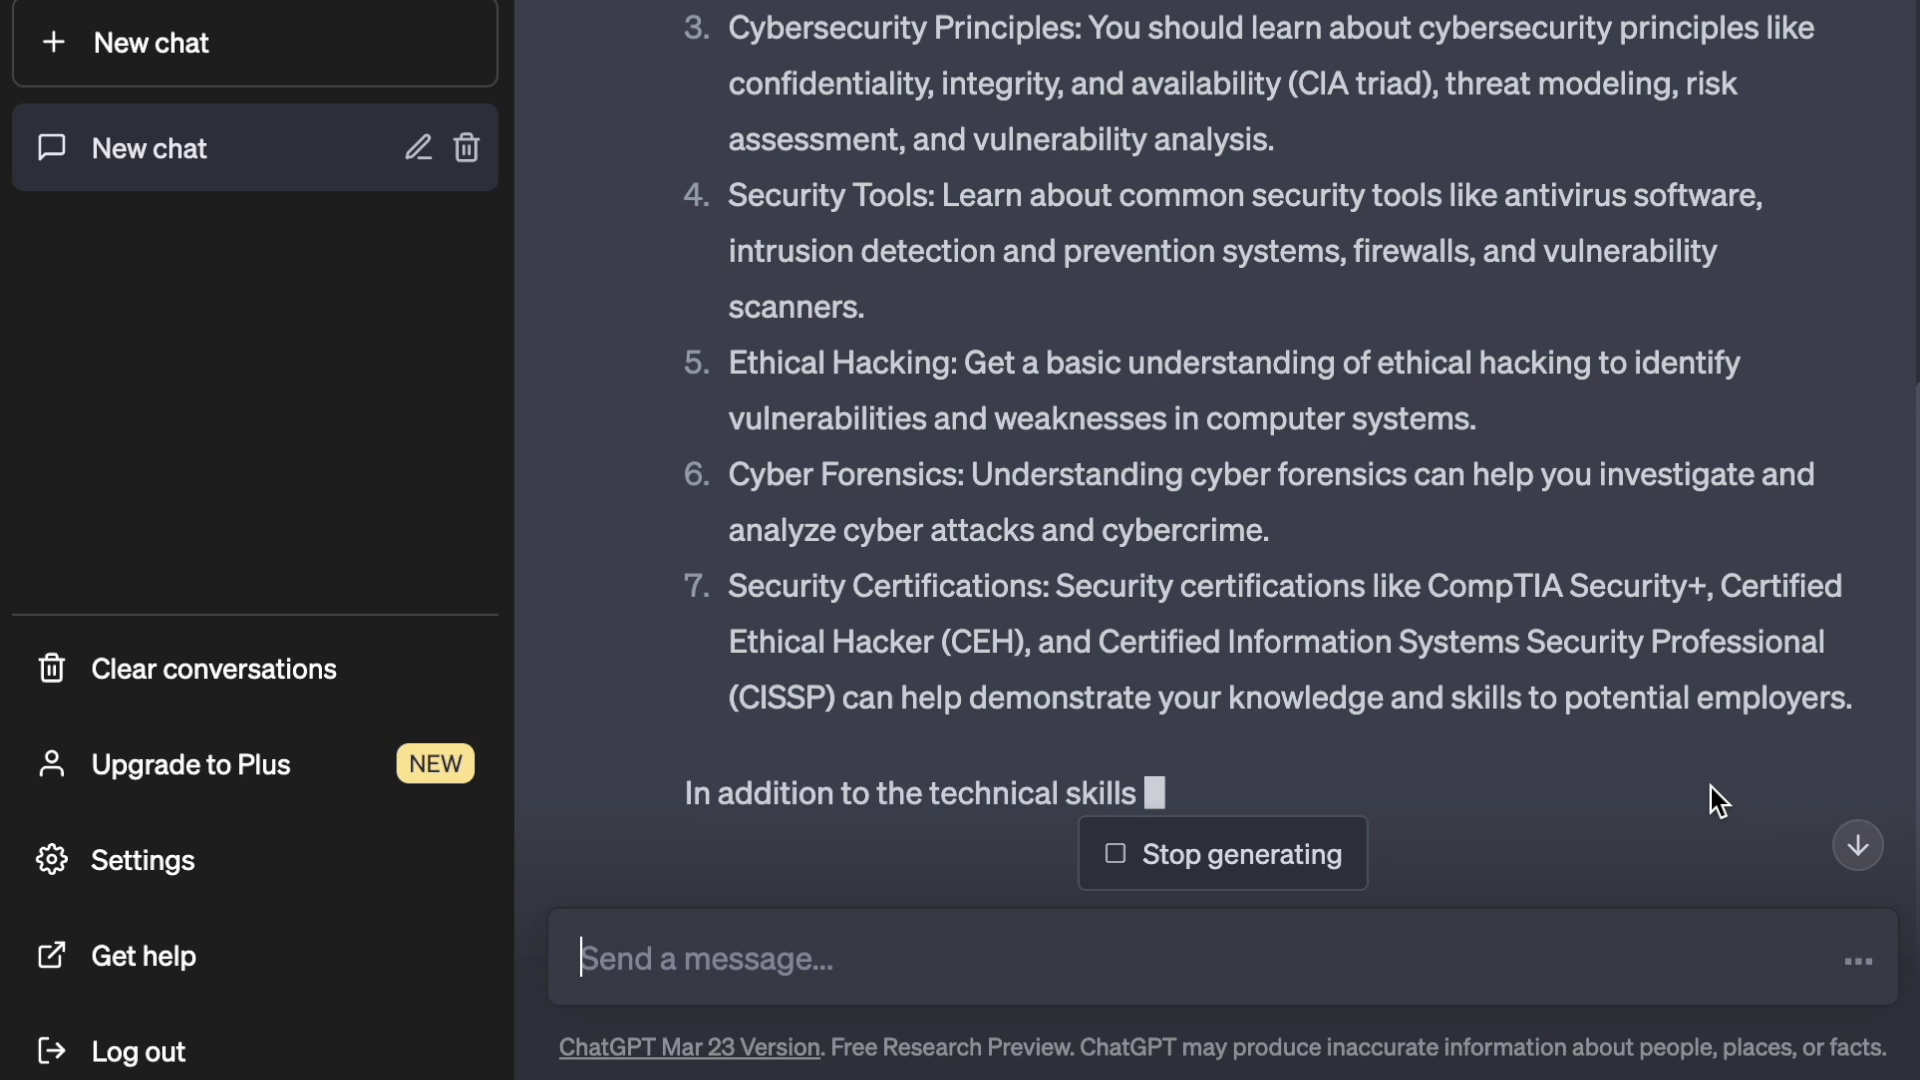 New chat
New chat
Clear conversations
Upgrade to Plus
NEW
Settings
Get help
Log out
3. Cybersecurity Principles: You should learn about cybersecurity principles like
confidentiality, integrity, and availability (CIA triad), threat modeling, risk
assessment, and vulnerability analysis.
4. Security Tools: Learn about common security tools like antivirus software,
intrusion detection and prevention systems, firewalls, and vulnerability
scanners.
5. Ethical Hacking: Get a basic understanding of ethical hacking to identify
vulnerabilities and weaknesses in computer systems.
6. Cyber Forensics: Understanding cyber forensics can help you investigate and
analyze cyber attacks and cybercrime.
7. Security Certifications: Security certifications like CompTIA Security+, Certified
Ethical Hacker (CEH), and Certified Information Systems Security Professional
(CISSP) can help demonstrate your knowledge and skills to potential employers.
In addition to the technical skills
Stop generating
Send a message...
ChatGPT Mar 23 Version. Free Research Preview. ChatGPT may produce inaccurate information about people, places, or facts.